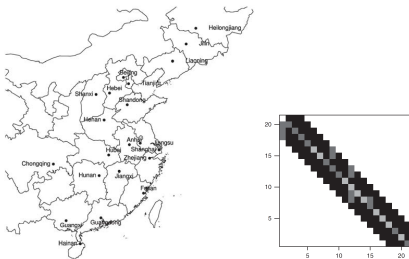 Heilongjiang
Jilin
Liaoning
Beijing
Tianjin
Hebei
Shanxi
Shandong
Henan
Anhui
Jiangsu
Shanghai
Hubei
Zhejiang
Chongqing
Hunan
Jiangxi
Fujian
Guangxi
Guangdong
Hainan
20
15
10
5
5
10
15
20